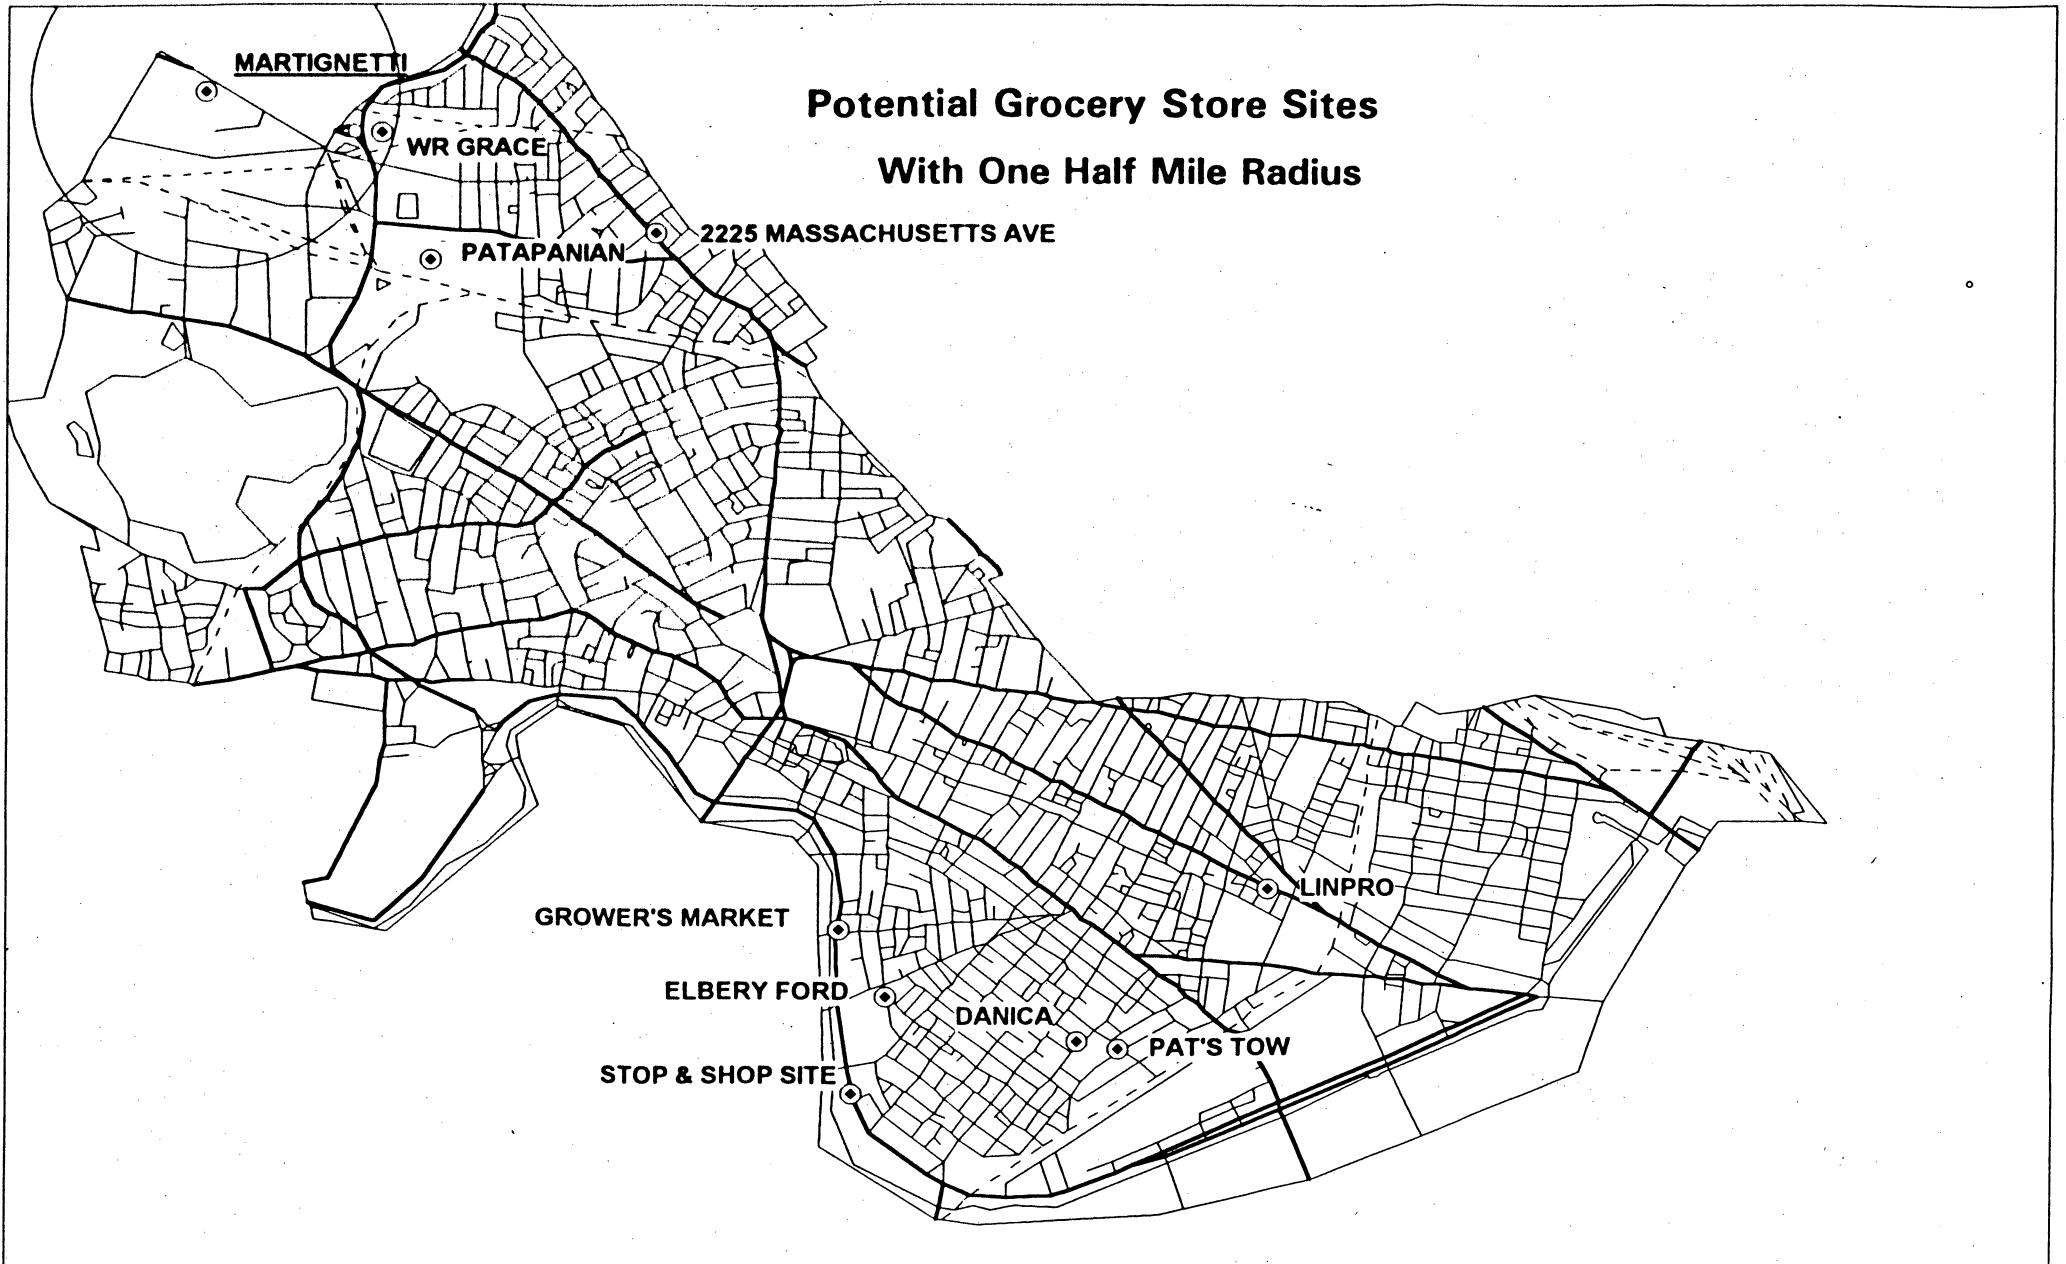 MARTIGNETTI
Potential Grocery Store Sites
With One Half Mile Radius
WR GRACE
2225 MASSACHUSETTS AVE
PATAPANIAN
LINPRO
GROWER'S MARKET
ELBERY FORD
DANICA
PAT'S TOW
STOP & SHOP SITE